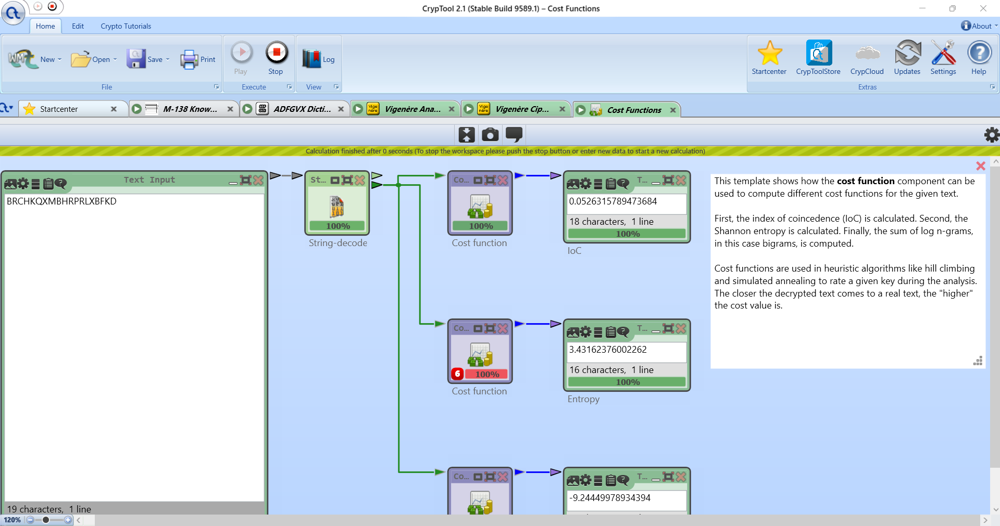 CrypTool 2.1 (Stable Build 9589.1) – Cost Functions
Home Edit Crypto Tutorials About
New Open Save Print Play Stop Log Startcenter CrypToolStore CrypCloud Updates Settings Help
File Execute View Extras
Startcenter M-138 Know... ADFGVX Dicti... Vigenère Ana... Vigenère Cip... Cost Functions
Calculation finished after 0 seconds (To stop the workspace please push the stop button or enter new data to start a new calculation)
Text Input
BRCHKQXMBHRPRLXBFKD
19 characters, 1 line
St...
100%
String-decode
Co...
100%
Cost function
T...
0.0526315789473684
18 characters, 1 line
100%
IoC
Co...
6 100%
Cost function
T...
3.43162376002262
16 characters, 1 line
100%
Entropy
Co...
T...
-9.24449978934394
This template shows how the cost function component can be
used to compute different cost functions for the given text.
First, the index of coincedence (IoC) is calculated. Second, the
Shannon entropy is calculated. Finally, the sum of log n-grams,
in this case bigrams, is computed.
Cost functions are used in heuristic algorithms like hill climbing
and simulated annealing to rate a given key during the analysis.
The closer the decrypted text comes to a real text, the "higher"
the cost value is.
120%